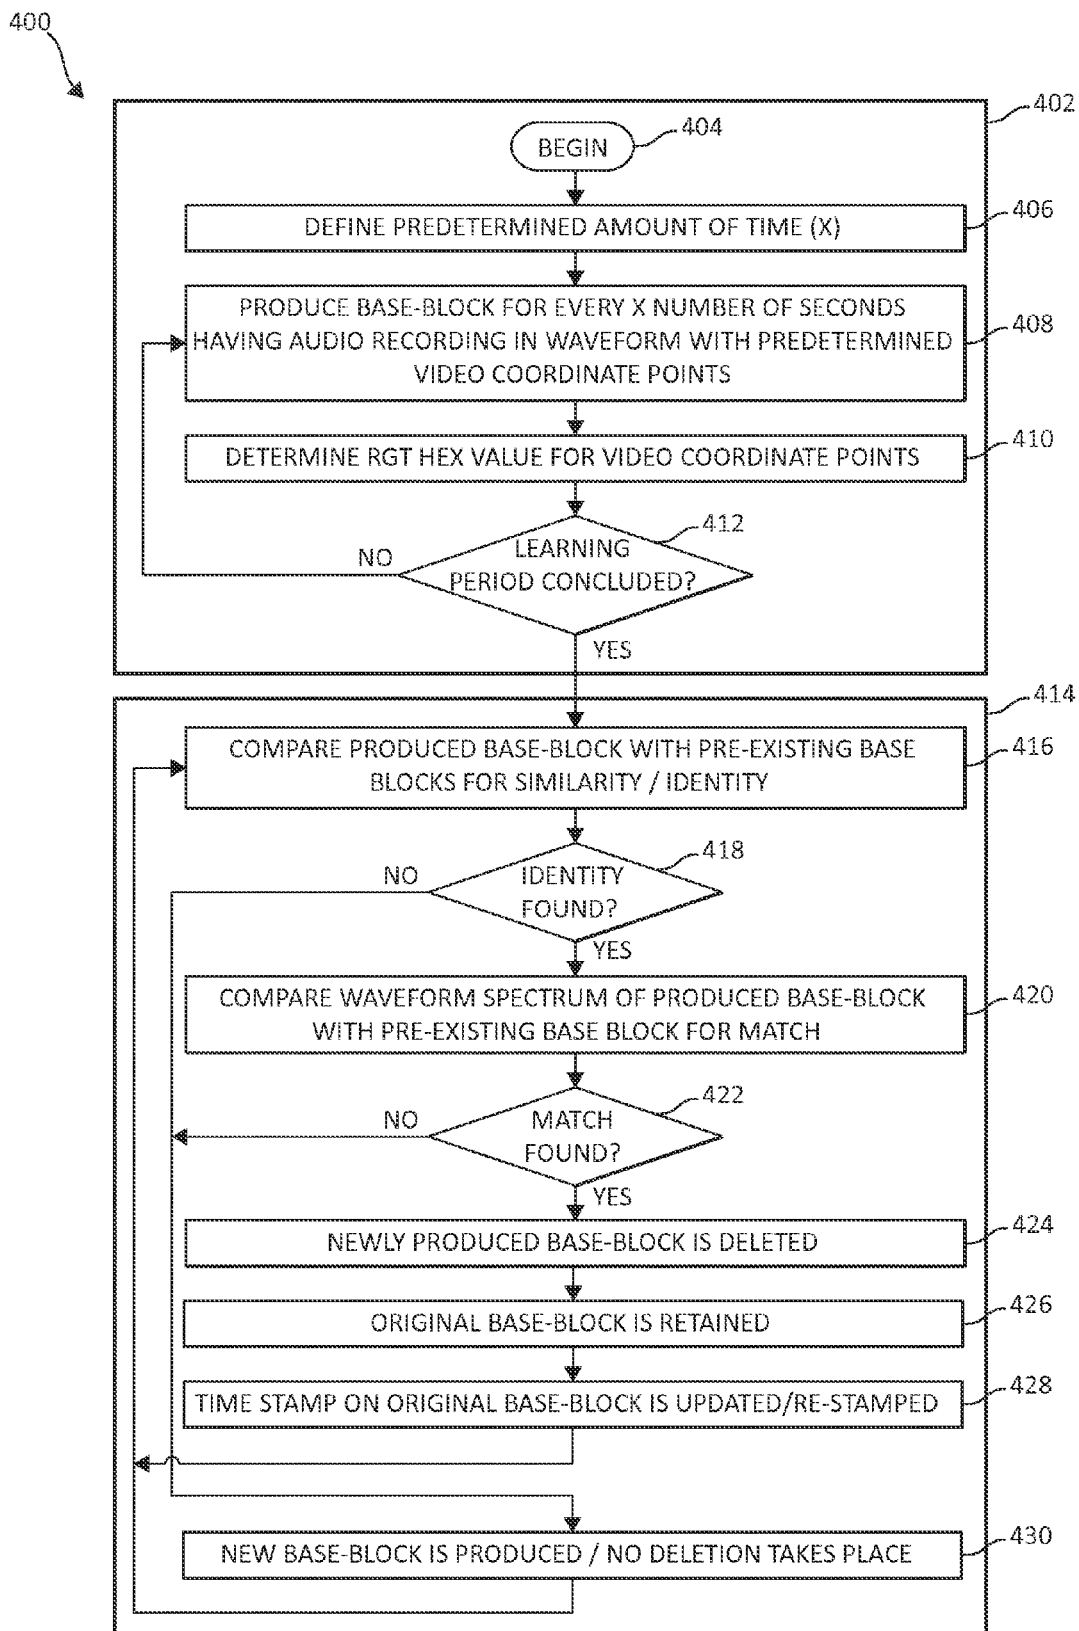 400
402
BEGIN
404
DEFINE PREDETERMINED AMOUNT OF TIME (X)
406
PRODUCE BASE-BLOCK FOR EVERY X NUMBER OF SECONDS
HAVING AUDIO RECORDING IN WAVEFORM WITH PREDETERMINED
VIDEO COORDINATE POINTS
408
DETERMINE RGT HEX VALUE FOR VIDEO COORDINATE POINTS
410
412
LEARNING
PERIOD CONCLUDED?
NO
YES
414
COMPARE PRODUCED BASE-BLOCK WITH PRE-EXISTING BASE
BLOCKS FOR SIMILARITY / IDENTITY
416
418
IDENTITY
FOUND?
NO
YES
COMPARE WAVEFORM SPECTRUM OF PRODUCED BASE-BLOCK
WITH PRE-EXISTING BASE BLOCK FOR MATCH
420
422
MATCH
FOUND?
NO
YES
NEWLY PRODUCED BASE-BLOCK IS DELETED
424
ORIGINAL BASE-BLOCK IS RETAINED
426
TIME STAMP ON ORIGINAL BASE-BLOCK IS UPDATED/RE-STAMPED
428
NEW BASE-BLOCK IS PRODUCED / NO DELETION TAKES PLACE
430